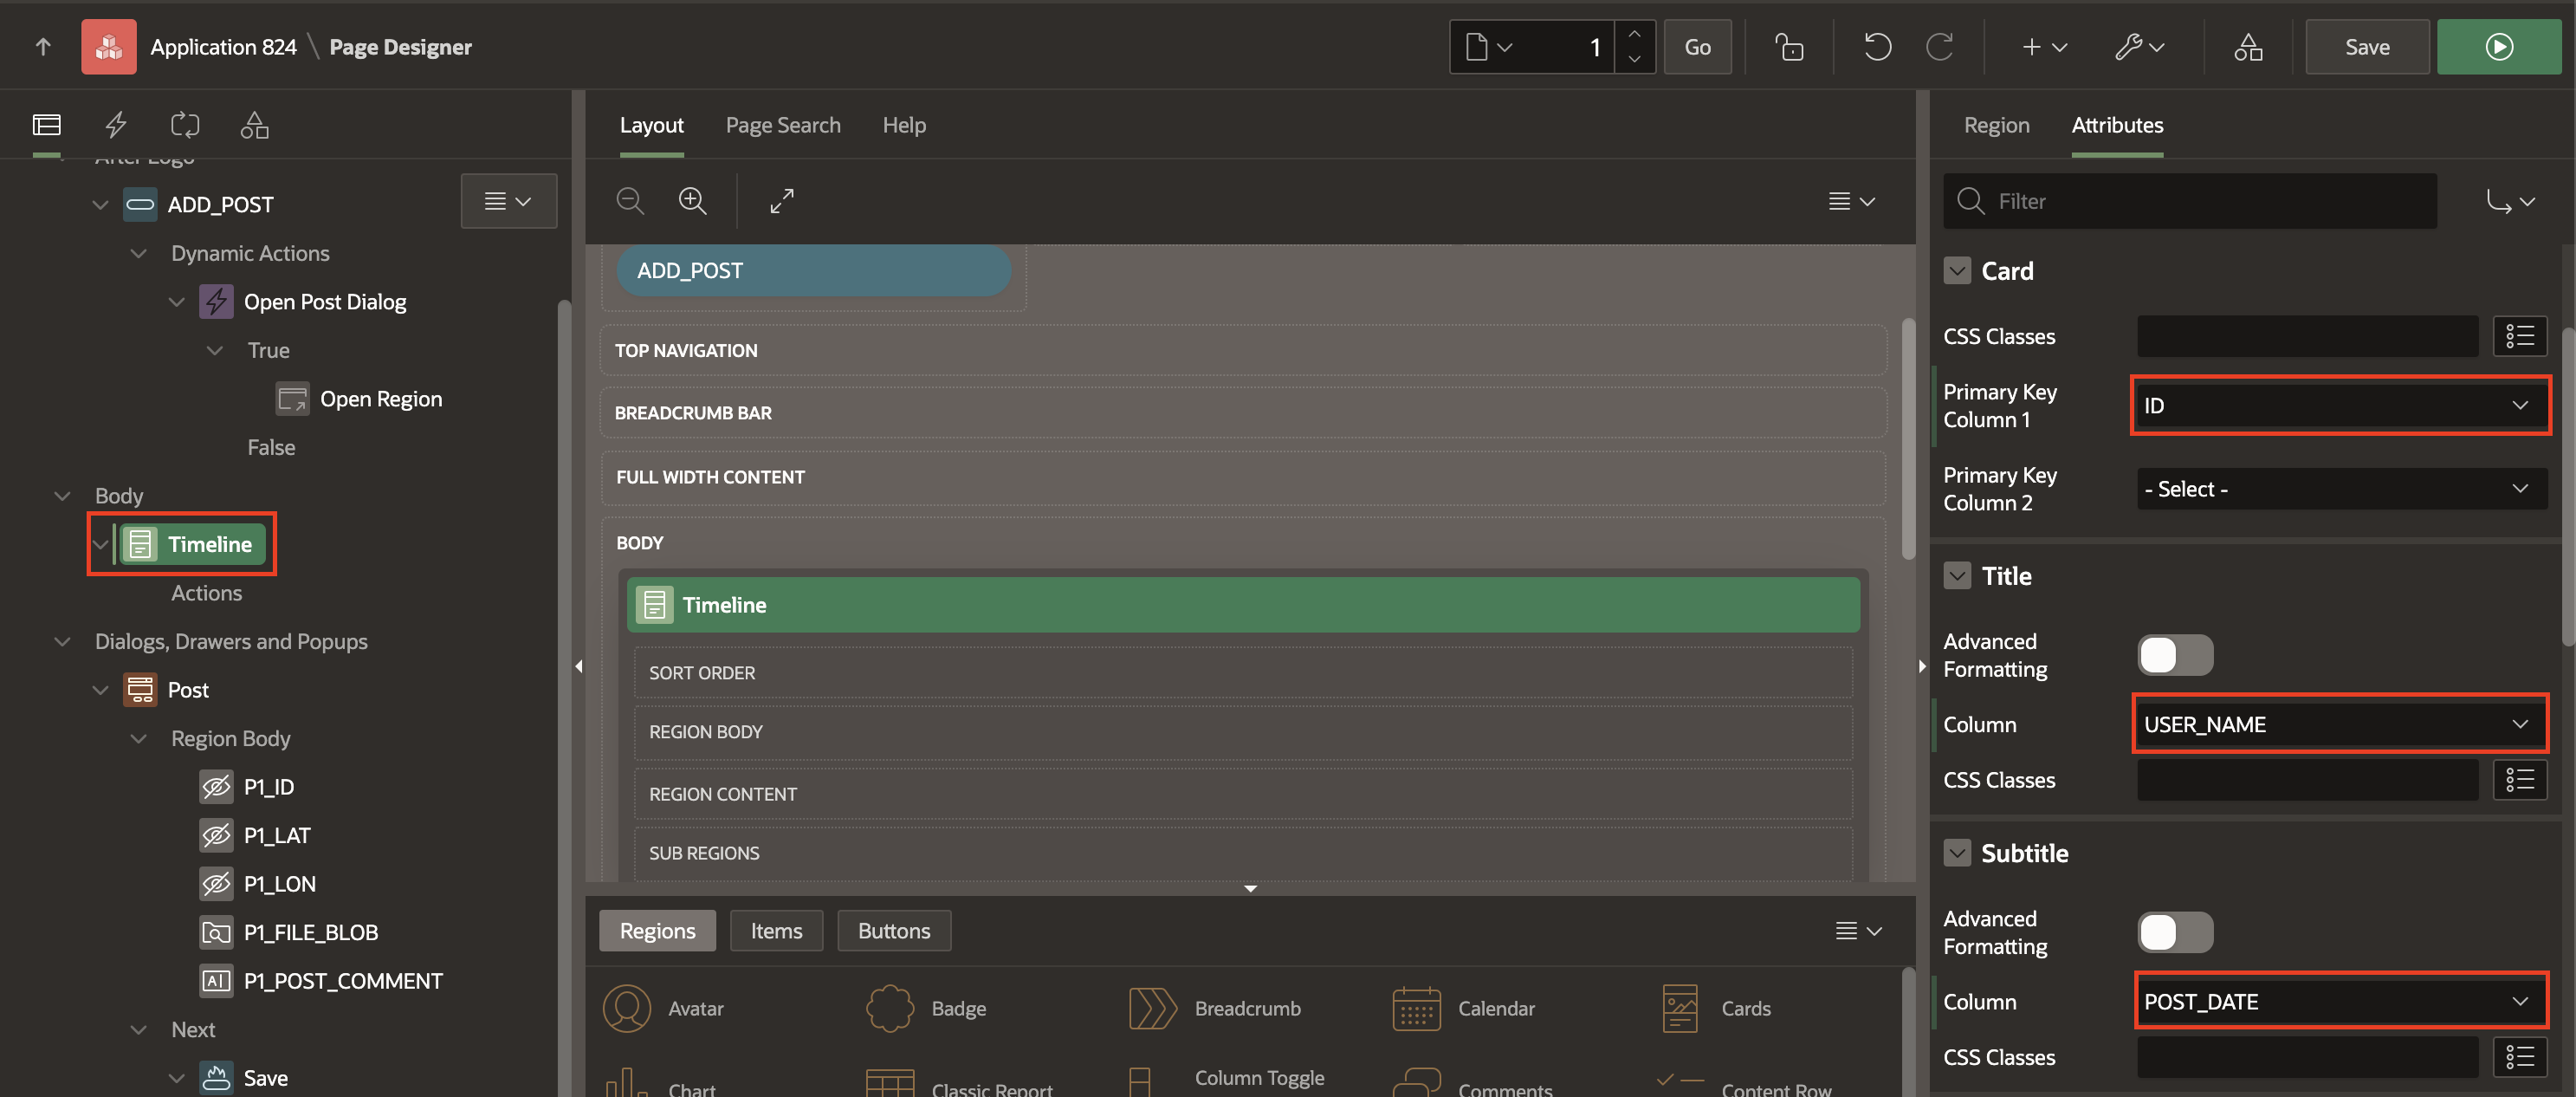 Application 824 \ Page Designer
1
Go
Save
After Logo
ADD_POST
Dynamic Actions
Open Post Dialog
True
Open Region
False
Body
Timeline
Actions
Dialogs, Drawers and Popups
Post
Region Body
P1_ID
P1_LAT
P1_LON
P1_FILE_BLOB
P1_POST_COMMENT
Next
Save
Layout
Page Search
Help
ADD_POST
TOP NAVIGATION
BREADCRUMB BAR
FULL WIDTH CONTENT
BODY
Timeline
SORT ORDER
REGION BODY
REGION CONTENT
SUB REGIONS
Regions
Items
Buttons
Avatar
Badge
Breadcrumb
Calendar
Cards
Chart
Classic Report
Column Toggle
Comments
Content Row
Region
Attributes
Filter
Card
CSS Classes
Primary Key
Column 1
ID
Primary Key
Column 2
- Select -
Title
Advanced
Formatting
Column
USER_NAME
CSS Classes
Subtitle
Advanced
Formatting
Column
POST_DATE
CSS Classes